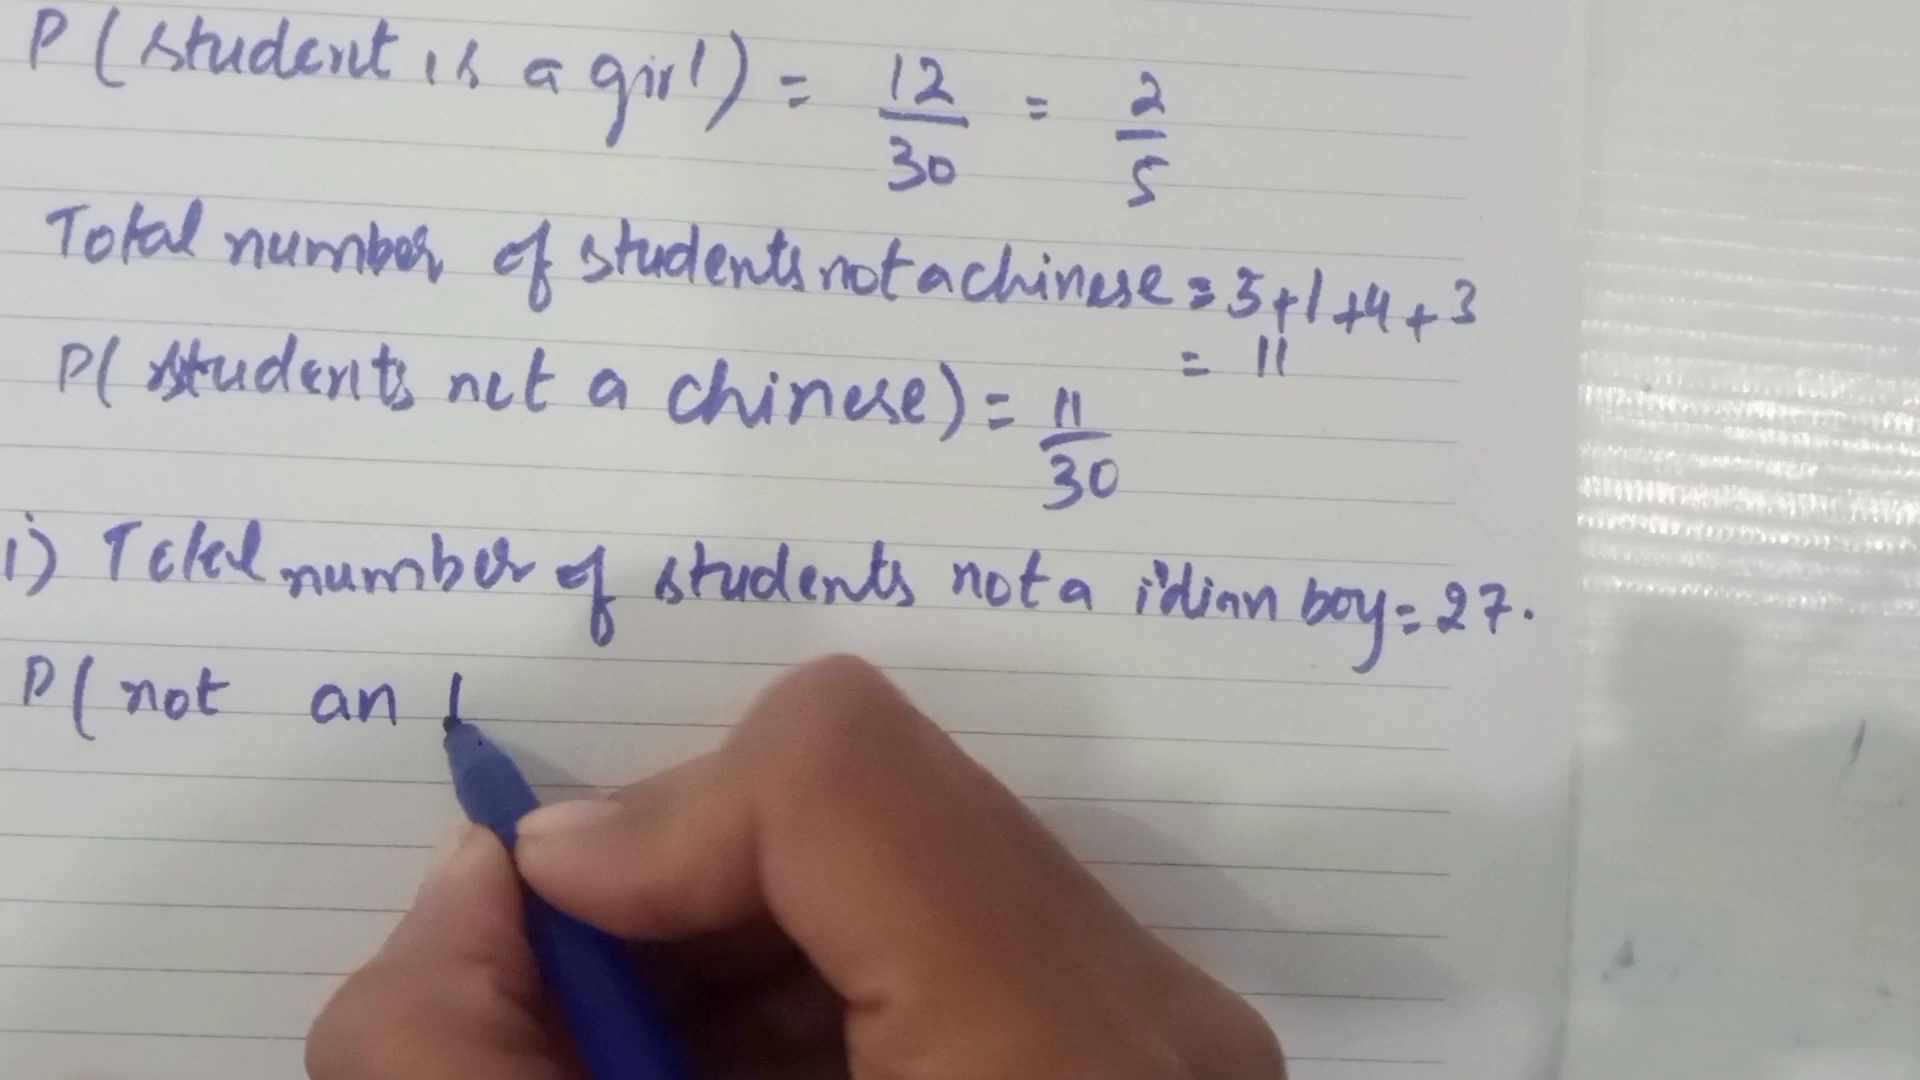 P(student is a girl) = 12/30 = 2/5
Total number of students not a chinese = 3+1+4+3
= 11
P(students not a chinese) = 11/30
i) Total number of students not a idian boy = 27.
P(not an I